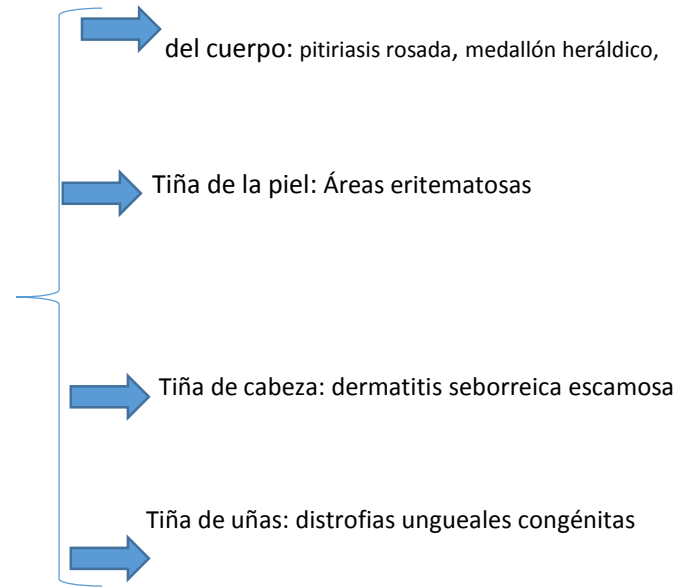 del cuerpo: pitiriasis rosada, medallón heráldico,
Tiña de la piel: Áreas eritematosas
Tiña de cabeza: dermatitis seborreica escamosa
Tiña de uñas: distrofias ungueales congénitas